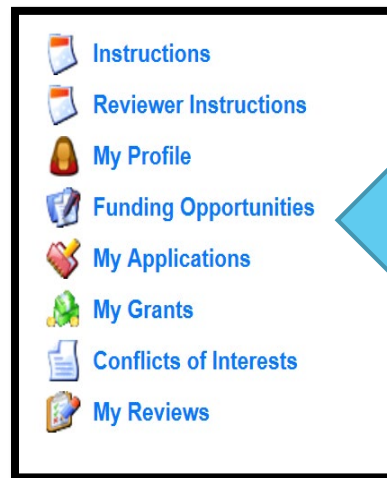 Instructions
Reviewer Instructions
My Profile
Funding Opportunities
My Applications
My Grants
Conflicts of Interests
My Reviews